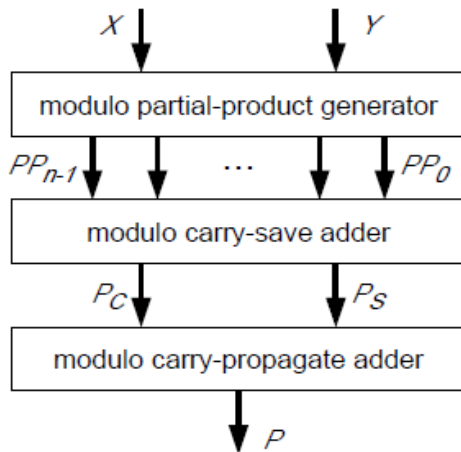 X Y
modulo partial-product generator
PPn-1 ... PP0
modulo carry-save adder
PC PS
modulo carry-propagate adder
P